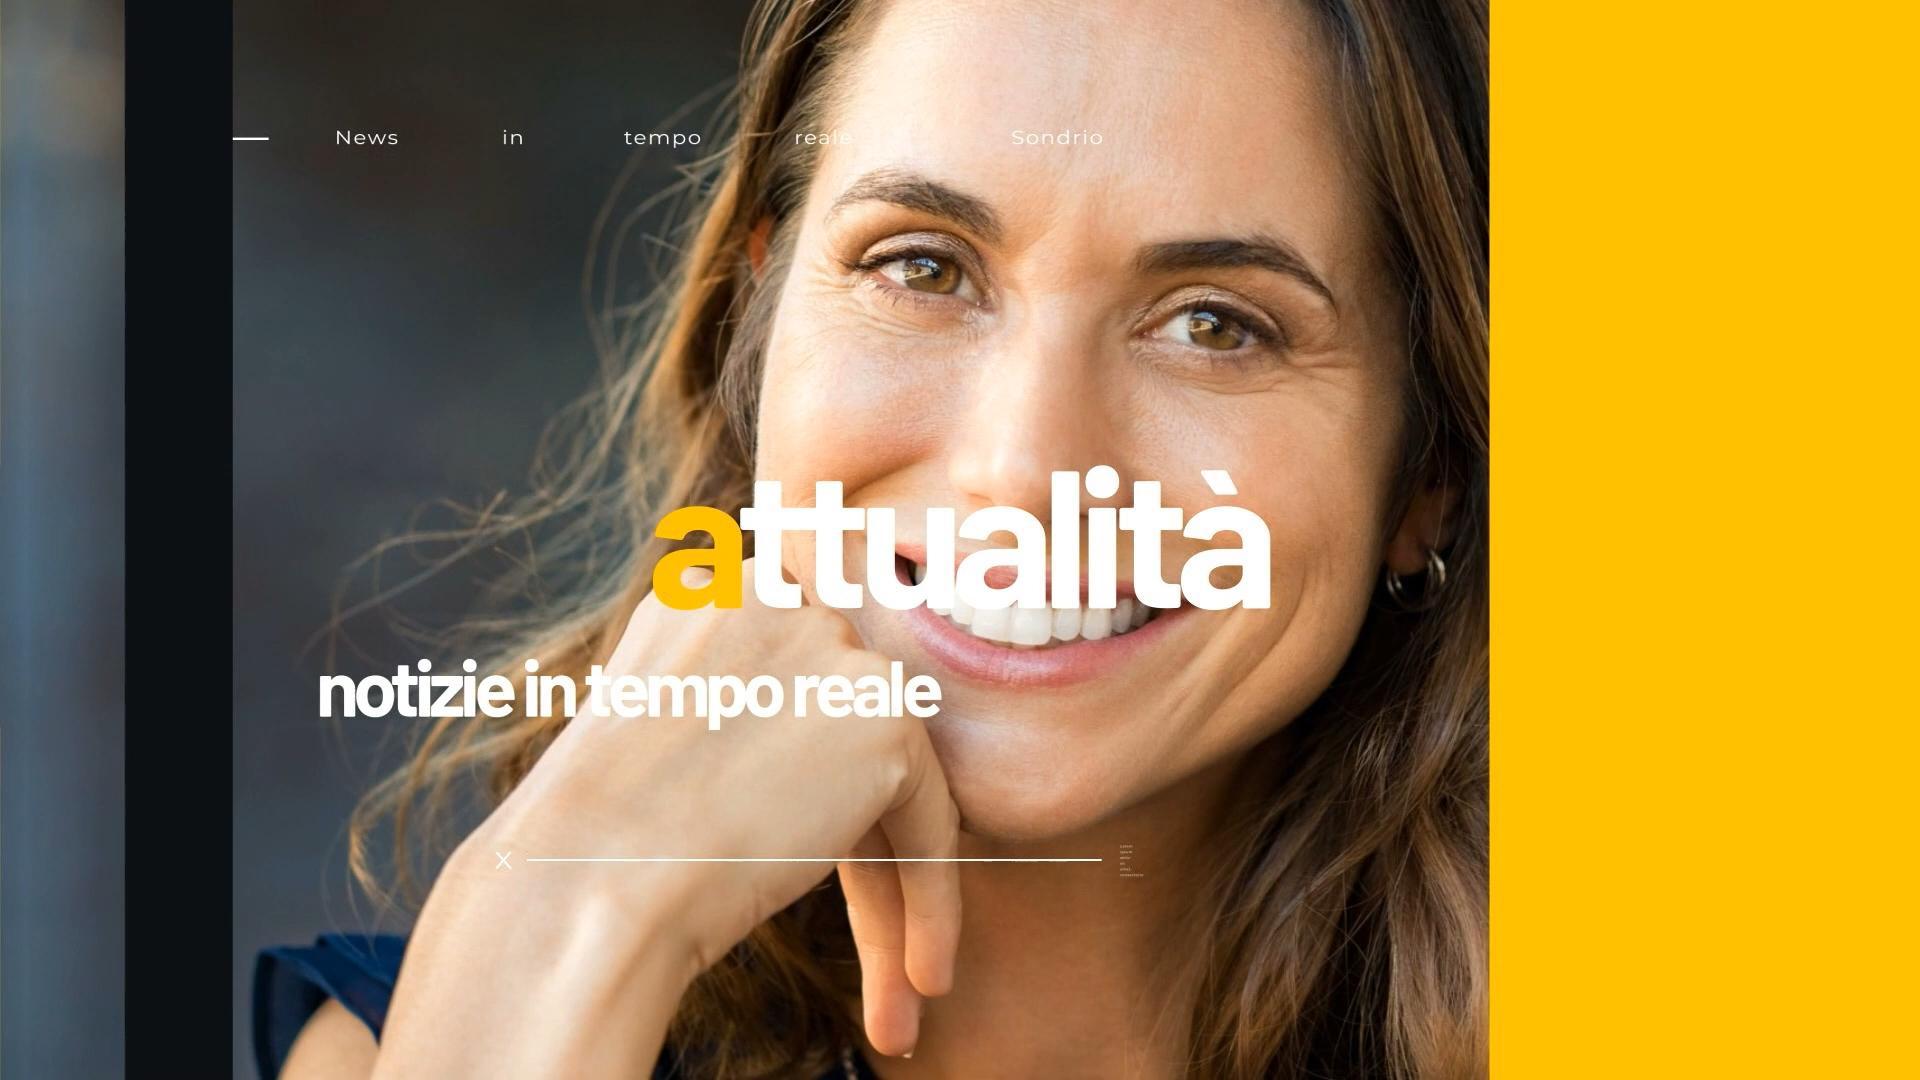 News in tempo reale Sondrio
attualità
notizie in tempo reale
X